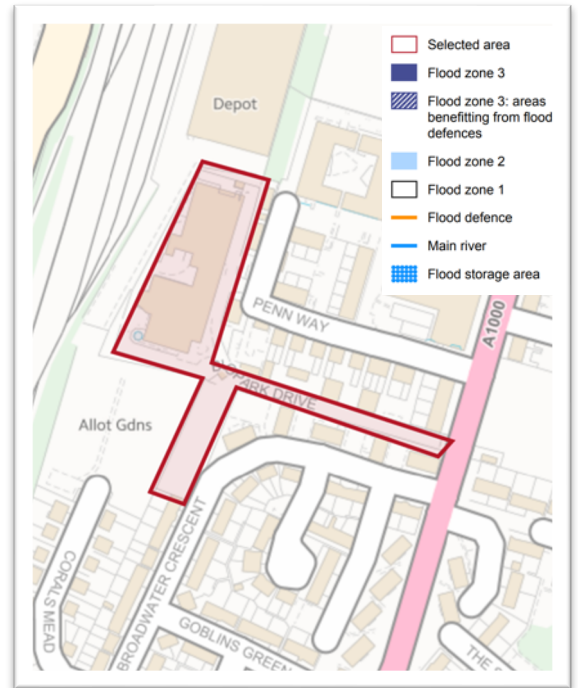 Selected area
Flood zone 3
Flood zone 3: areas
benefitting from flood
defences
Flood zone 2
Flood zone 1
Flood defence
Main river
Flood storage area
Depot
PENN WAY
A1000
PARK DRIVE
Allot Gdns
CORALS MEAD
BROADWATER CRESCENT
GOBLINS GREEN
THE S